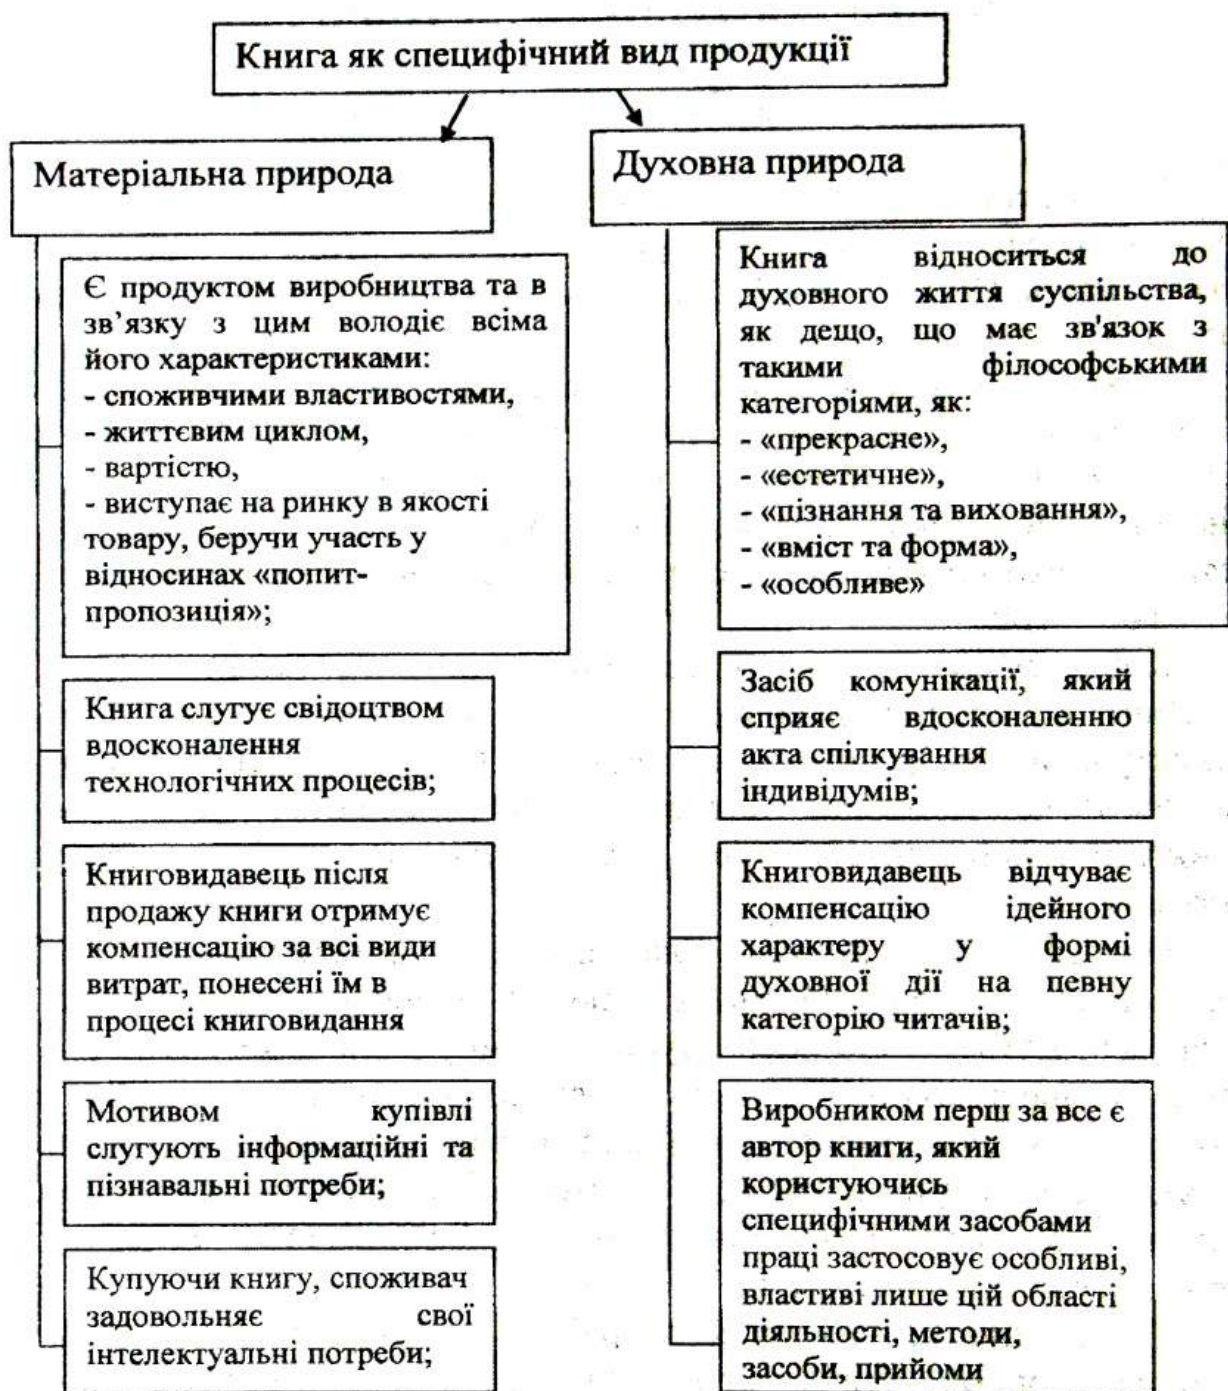 Книга як специфічний вид продукції
Матеріальна природа
Є продуктом виробництва та в
зв’язку з цим володіє всіма
його характеристиками:
- споживчими властивостями,
- життєвим циклом,
- вартістю,
- виступає на ринку в якості
товару, беручи участь у
відносинах «попит-
пропозиція»;
Книга слугує свідоцтвом
вдосконалення
технологічних процесів;
Книговидавець після
продажу книги отримує
компенсацію за всі види
витрат, понесені їм в
процесі книговидання
Мотивом купівлі
слугують інформаційні та
пізнавальні потреби;
Купуючи книгу, споживач
задовольняє свої
інтелектуальні потреби;
Духовна природа
Книга відноситься до
духовного життя суспільства,
як дещо, що має зв'язок з
такими філософськими
категоріями, як:
- «прекрасне»,
- «естетичне»,
- «пізнання та виховання»,
- «вміст та форма»,
- «особливе»
Засіб комунікації, який
сприяє вдосконаленню
акта спілкування
індивідумів;
Книговидавець відчуває
компенсацію ідейного
характеру у формі
духовної дії на певну
категорію читачів;
Виробником перш за все є
автор книги, який
користуючись
специфічними засобами
праці застосовує особливі,
властиві лише цій області
діяльності, методи,
засоби, прийоми